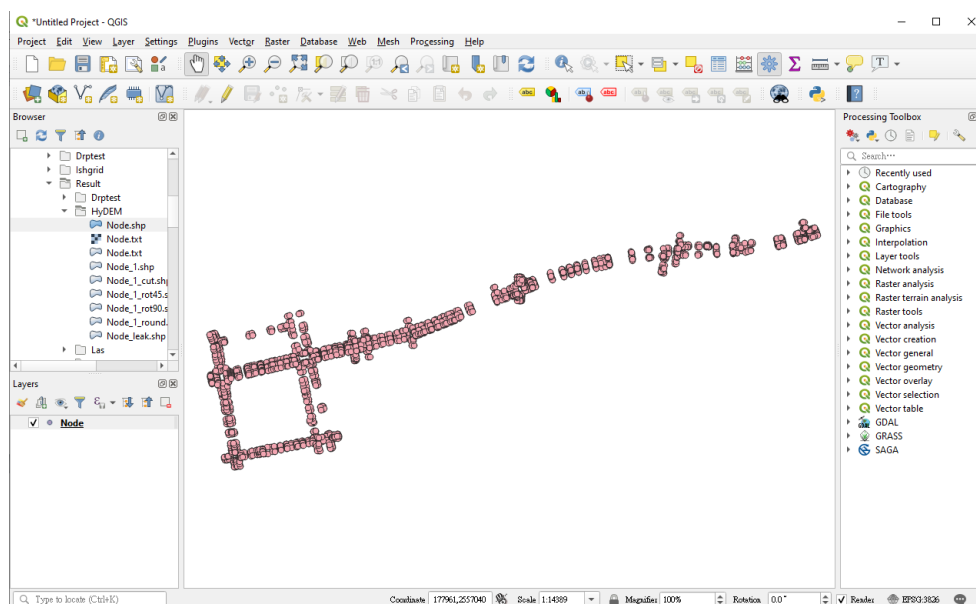 *Untitled Project - QGIS
Project Edit View Layer Settings Plugins Vector Raster Database Web Mesh Processing Help
Browser
Drptest
Ishgrid
Result
Drptest
HyDEM
Node.shp
Node.txt
Node.txt
Node_1.shp
Node_1_cut.shp
Node_1_rot45.s
Node_1_rot90.s
Node_1_round.
Node_leak.shp
Las
Layers
Node
Processing Toolbox
Search…
Recently used
Cartography
Database
File tools
Graphics
Interpolation
Layer tools
Network analysis
Raster analysis
Raster terrain analysis
Raster tools
Vector analysis
Vector creation
Vector general
Vector geometry
Vector overlay
Vector selection
Vector table
GDAL
GRASS
SAGA
Type to locate (Ctrl+K) Coordinate 177961,2557040 Scale 1:14389 Magnifier 100% Rotation 0.0° Render EPSG:3826